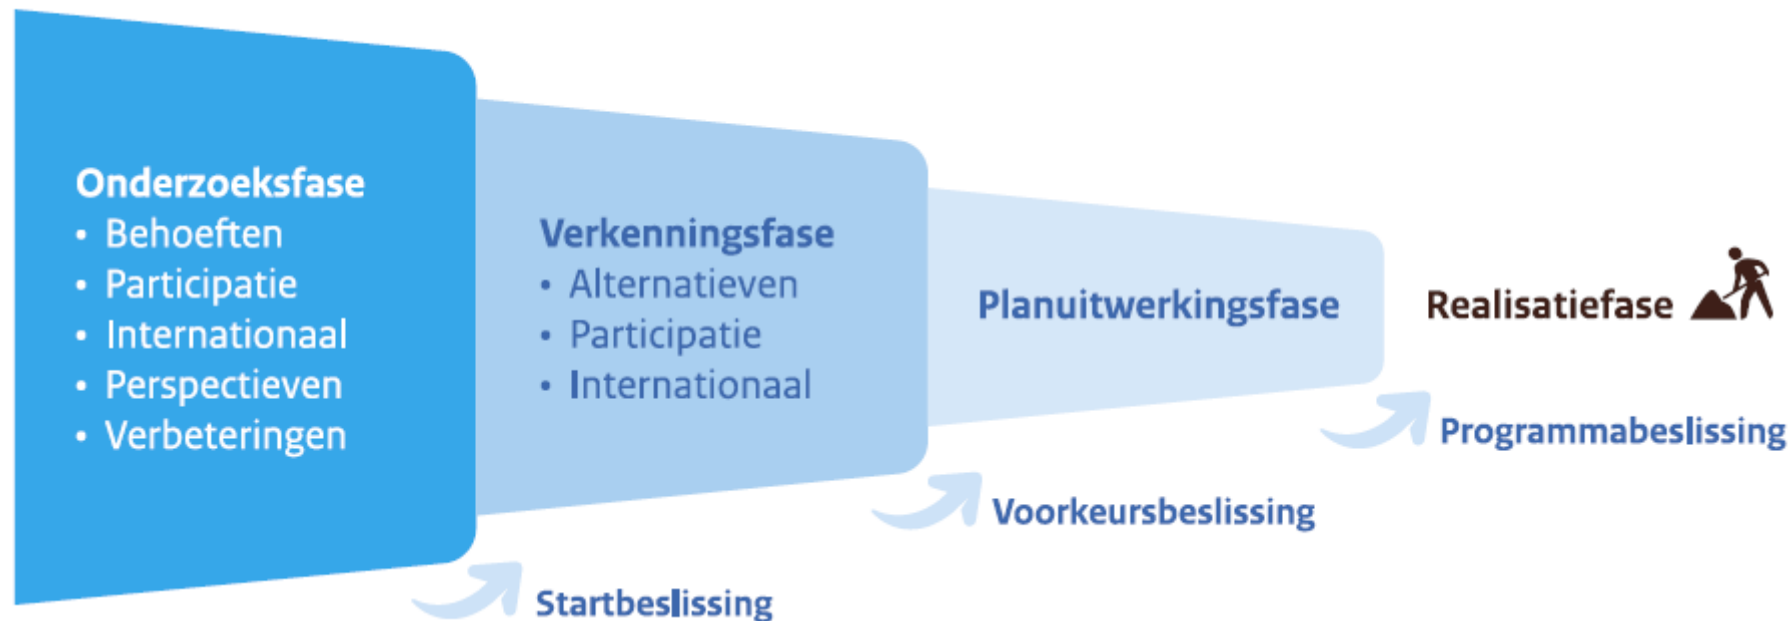 Onderzoeksfase
• Behoeften
• Participatie
• Internationaal
• Perspectieven
• Verbeteringen
Startbeslissing
Verkenningsfase
• Alternatieven
• Participatie
• Internationaal
Voorkeursbeslissing
Planuitwerkingsfase
Programmabeslissing
Realisatiefase